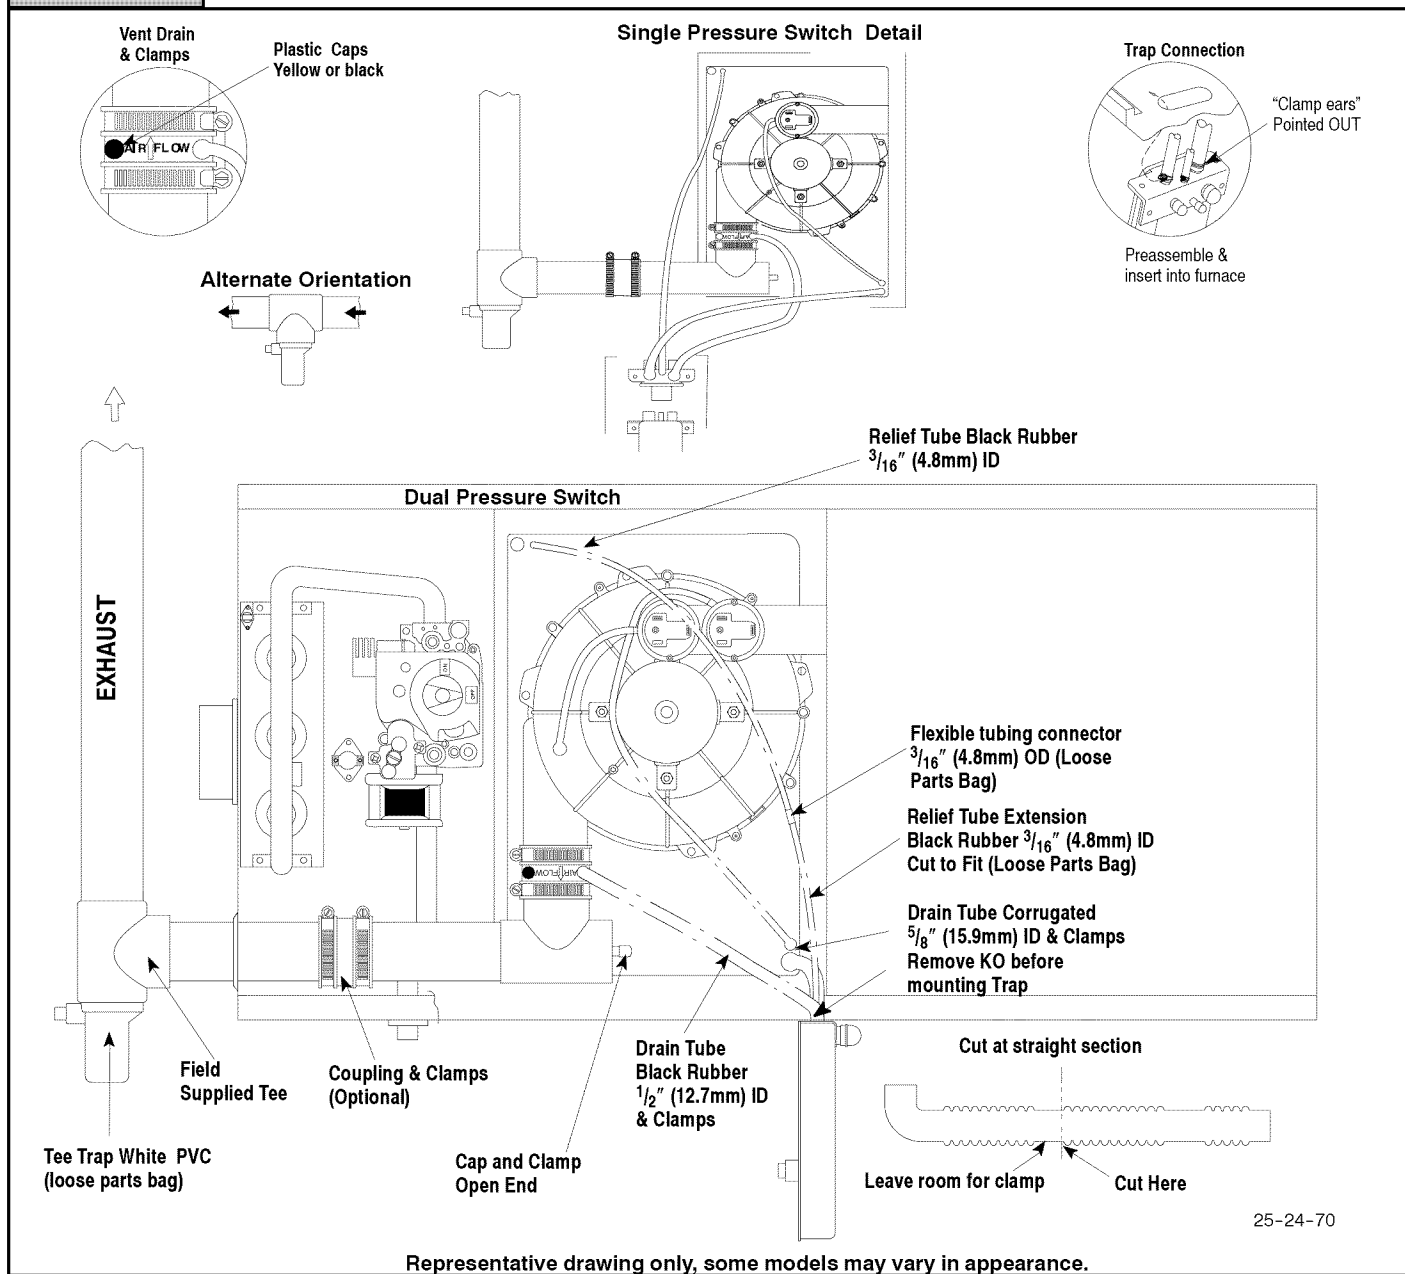 Vent Drain
& Clamps
Plastic Caps
Yellow or black
AIR FLOW
Single Pressure Switch Detail
AIR FLOW
Trap Connection
"Clamp ears"
Pointed OUT
Preassemble &
insert into furnace
Alternate Orientation
Relief Tube Black Rubber
3/16" (4.8mm) ID
Dual Pressure Switch
EXHAUST
ON
OFF
AIR FLOW
Flexible tubing connector
3/16" (4.8mm) OD (Loose
Parts Bag)
Relief Tube Extension
Black Rubber 3/16" (4.8mm) ID
Cut to Fit (Loose Parts Bag)
Drain Tube Corrugated
5/8" (15.9mm) ID & Clamps
Remove KO before
mounting Trap
Field
Supplied Tee
Coupling & Clamps
(Optional)
Drain Tube
Black Rubber
1/2" (12.7mm) ID
& Clamps
Cap and Clamp
Open End
Tee Trap White PVC
(loose parts bag)
Cut at straight section
Leave room for clamp
Cut Here
25-24-70
Representative drawing only, some models may vary in appearance.